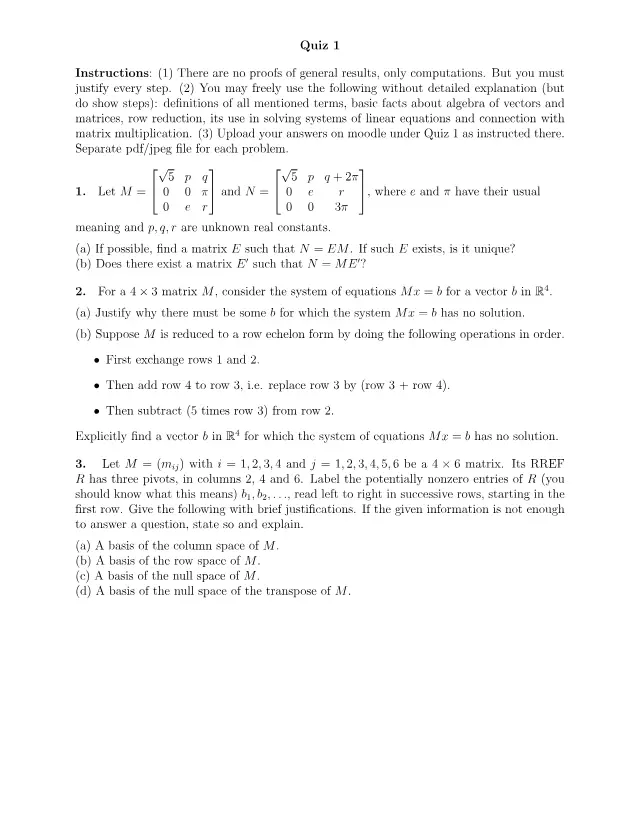 Quiz 1
Instructions: (1) There are no proofs of general results, only computations. But you must
justify every step. (2) You may freely use the following without detailed explanation (but
do show steps): definitions of all mentioned terms, basic facts about algebra of vectors and
matrices, row reduction, its use in solving systems of linear equations and connection with
matrix multiplication. (3) Upload your answers on moodle under Quiz 1 as instructed there.
Separate pdf/jpeg file for each problem.
1. Let M = [√5 p q; 0 0 π; 0 e r] and N = [√5 p q + 2π; 0 e r; 0 0 3π], where e and π have their usual
meaning and p, q, r are unknown real constants.
(a) If possible, find a matrix E such that N = EM. If such E exists, is it unique?
(b) Does there exist a matrix E′ such that N = ME′?
2. For a 4 × 3 matrix M, consider the system of equations Mx = b for a vector b in ℝ⁴.
(a) Justify why there must be some b for which the system Mx = b has no solution.
(b) Suppose M is reduced to a row echelon form by doing the following operations in order.
• First exchange rows 1 and 2.
• Then add row 4 to row 3, i.e. replace row 3 by (row 3 + row 4).
• Then subtract (5 times row 3) from row 2.
Explicitly find a vector b in ℝ⁴ for which the system of equations Mx = b has no solution.
3. Let M = (mᵢⱼ) with i = 1, 2, 3, 4 and j = 1, 2, 3, 4, 5, 6 be a 4 × 6 matrix. Its RREF
R has three pivots, in columns 2, 4 and 6. Label the potentially nonzero entries of R (you
should know what this means) b₁, b₂, . . ., read left to right in successive rows, starting in the
first row. Give the following with brief justifications. If the given information is not enough
to answer a question, state so and explain.
(a) A basis of the column space of M.
(b) A basis of the row space of M.
(c) A basis of the null space of M.
(d) A basis of the null space of the transpose of M.